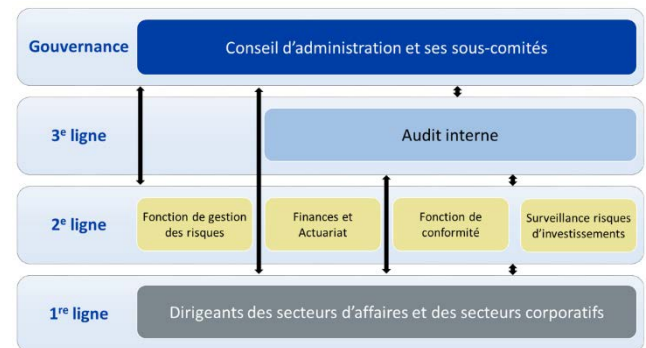 Gouvernance
Conseil d'administration et ses sous-comités
3e ligne
Audit interne
2e ligne
Fonction de gestion
des risques
Finances et
Actuariat
Fonction de
conformité
Surveillance risques
d'investissements
1re ligne
Dirigeants des secteurs d'affaires et des secteurs corporatifs